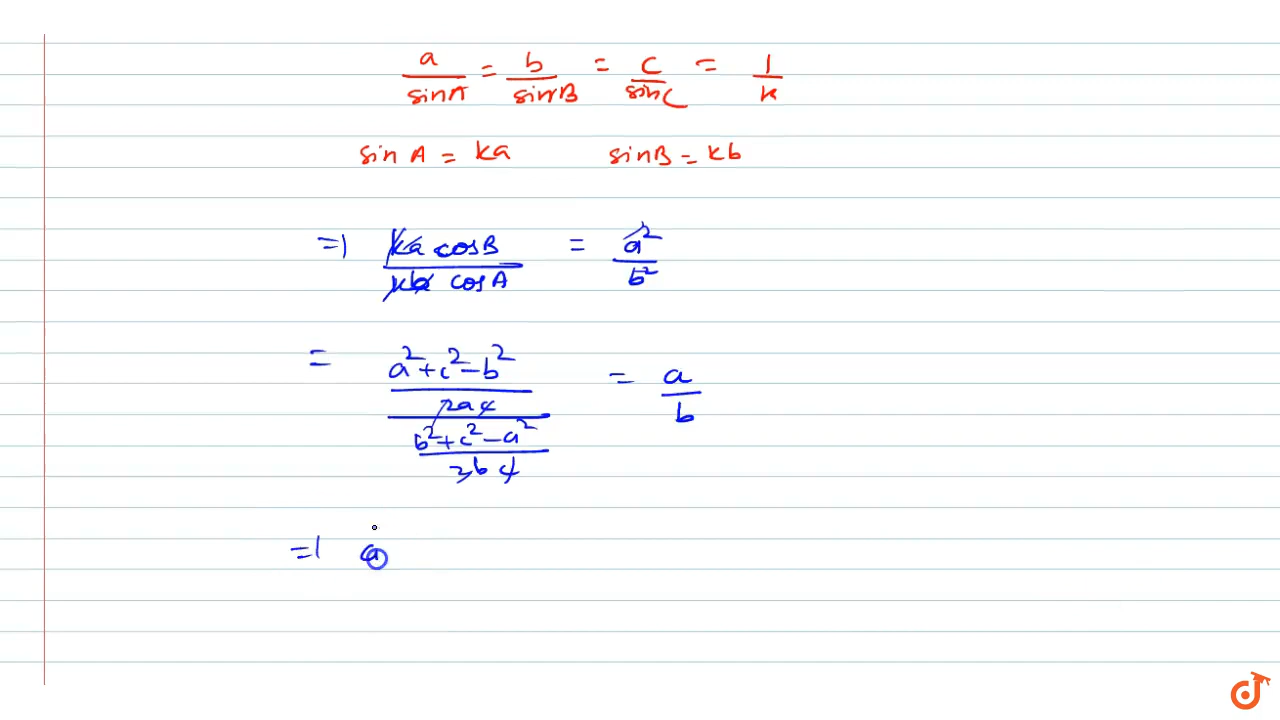 a/sinA = b/sinB = c/sinC = 1/k
sinA = ka sinB = kb
=> ka cosB / kb cosA = a²/b²
= (a²+c²-b² / 2ac) / (b²+c²-a² / 2bc) = a/b
=> a